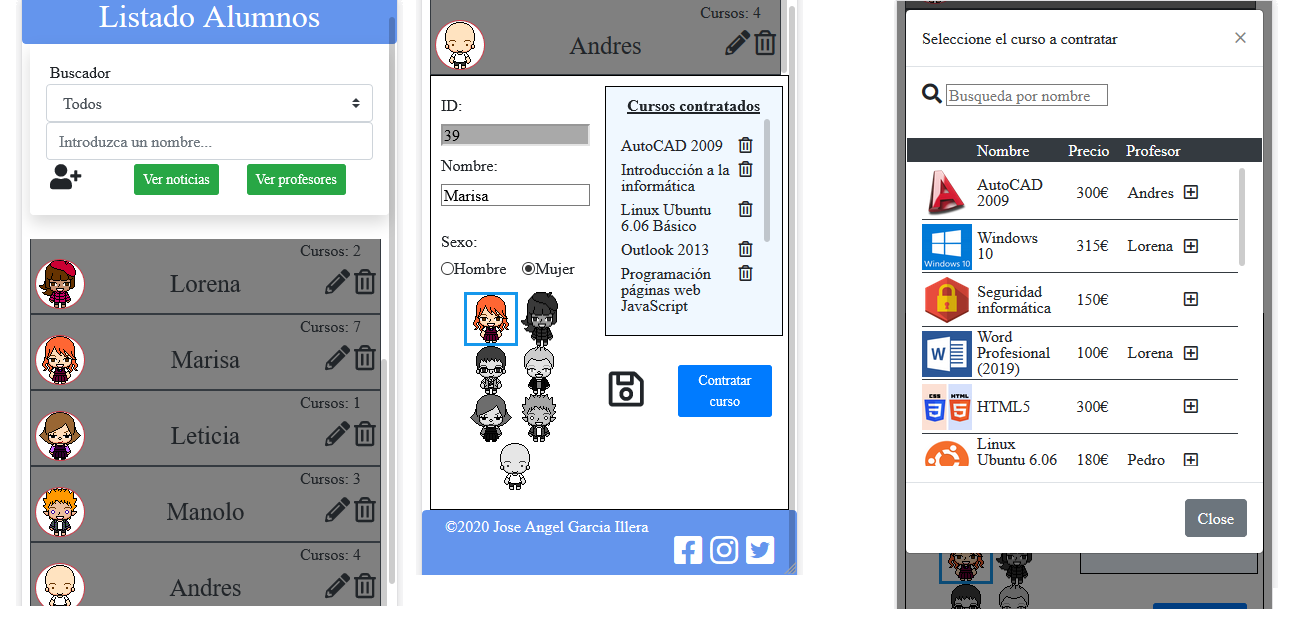 Listado Alumnos
Buscador
Todos
Introduzca un nombre...
Ver noticias
Ver profesores
Cursos: 2
Lorena
Cursos: 7
Marisa
Cursos: 1
Leticia
Cursos: 3
Manolo
Cursos: 4
Andres
Cursos: 4
Andres
ID:
39
Nombre:
Marisa
Sexo:
Hombre Mujer
Cursos contratados
AutoCAD 2009
Introducción a la
informática
Linux Ubuntu
6.06 Básico
Outlook 2013
Programación
páginas web
JavaScript
Contratar
curso
©2020 Jose Angel Garcia Illera
Seleccione el curso a contratar
×
Busqueda por nombre
Nombre Precio Profesor
AutoCAD
2009
300€ Andres
Windows 10
Windows
10
315€ Lorena
Seguridad
informática
150€
W
Word
Profesional
(2019)
100€ Lorena
CSS HTML
3 5
HTML5
300€
Linux
Ubuntu 6.06
180€ Pedro
Close